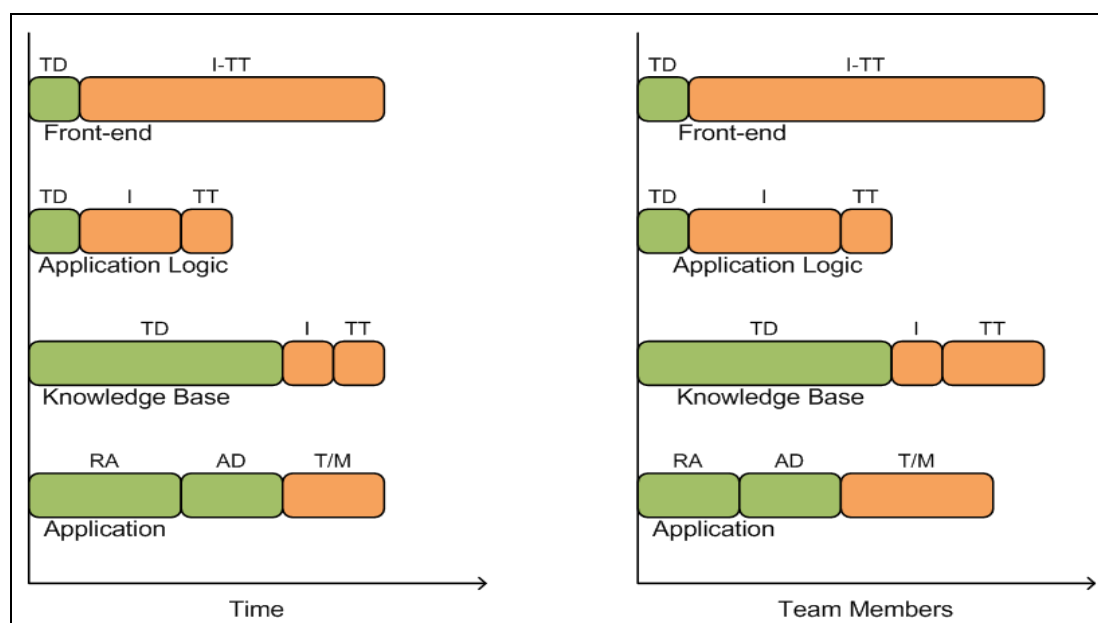 TD I-TT
Front-end
TD I TT
Application Logic
TD I TT
Knowledge Base
RA AD T/M
Application
Time
TD I-TT
Front-end
TD I TT
Application Logic
TD I TT
Knowledge Base
RA AD T/M
Application
Team Members